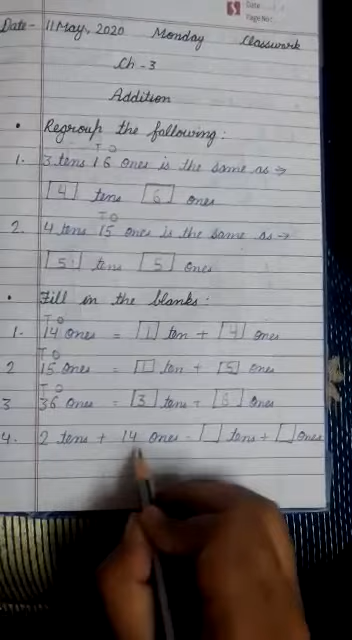 Date
Page No.
Date - 11 May, 2020 Monday Classwork
Ch - 3
Addition
• Regroup the following :
T O
1. 3 tens 16 ones is the same as →
4 tens 6 ones
T O
2. 4 tens 15 ones is the same as →
5 tens 5 ones
• Fill in the blanks :
T O
1. 14 ones = 1 ten + 4 ones
T O
2 15 ones = 1 ten + 5 ones
T O
3 36 ones = 3 tens + 6 ones
4. 2 tens + 14 ones = tens + ones